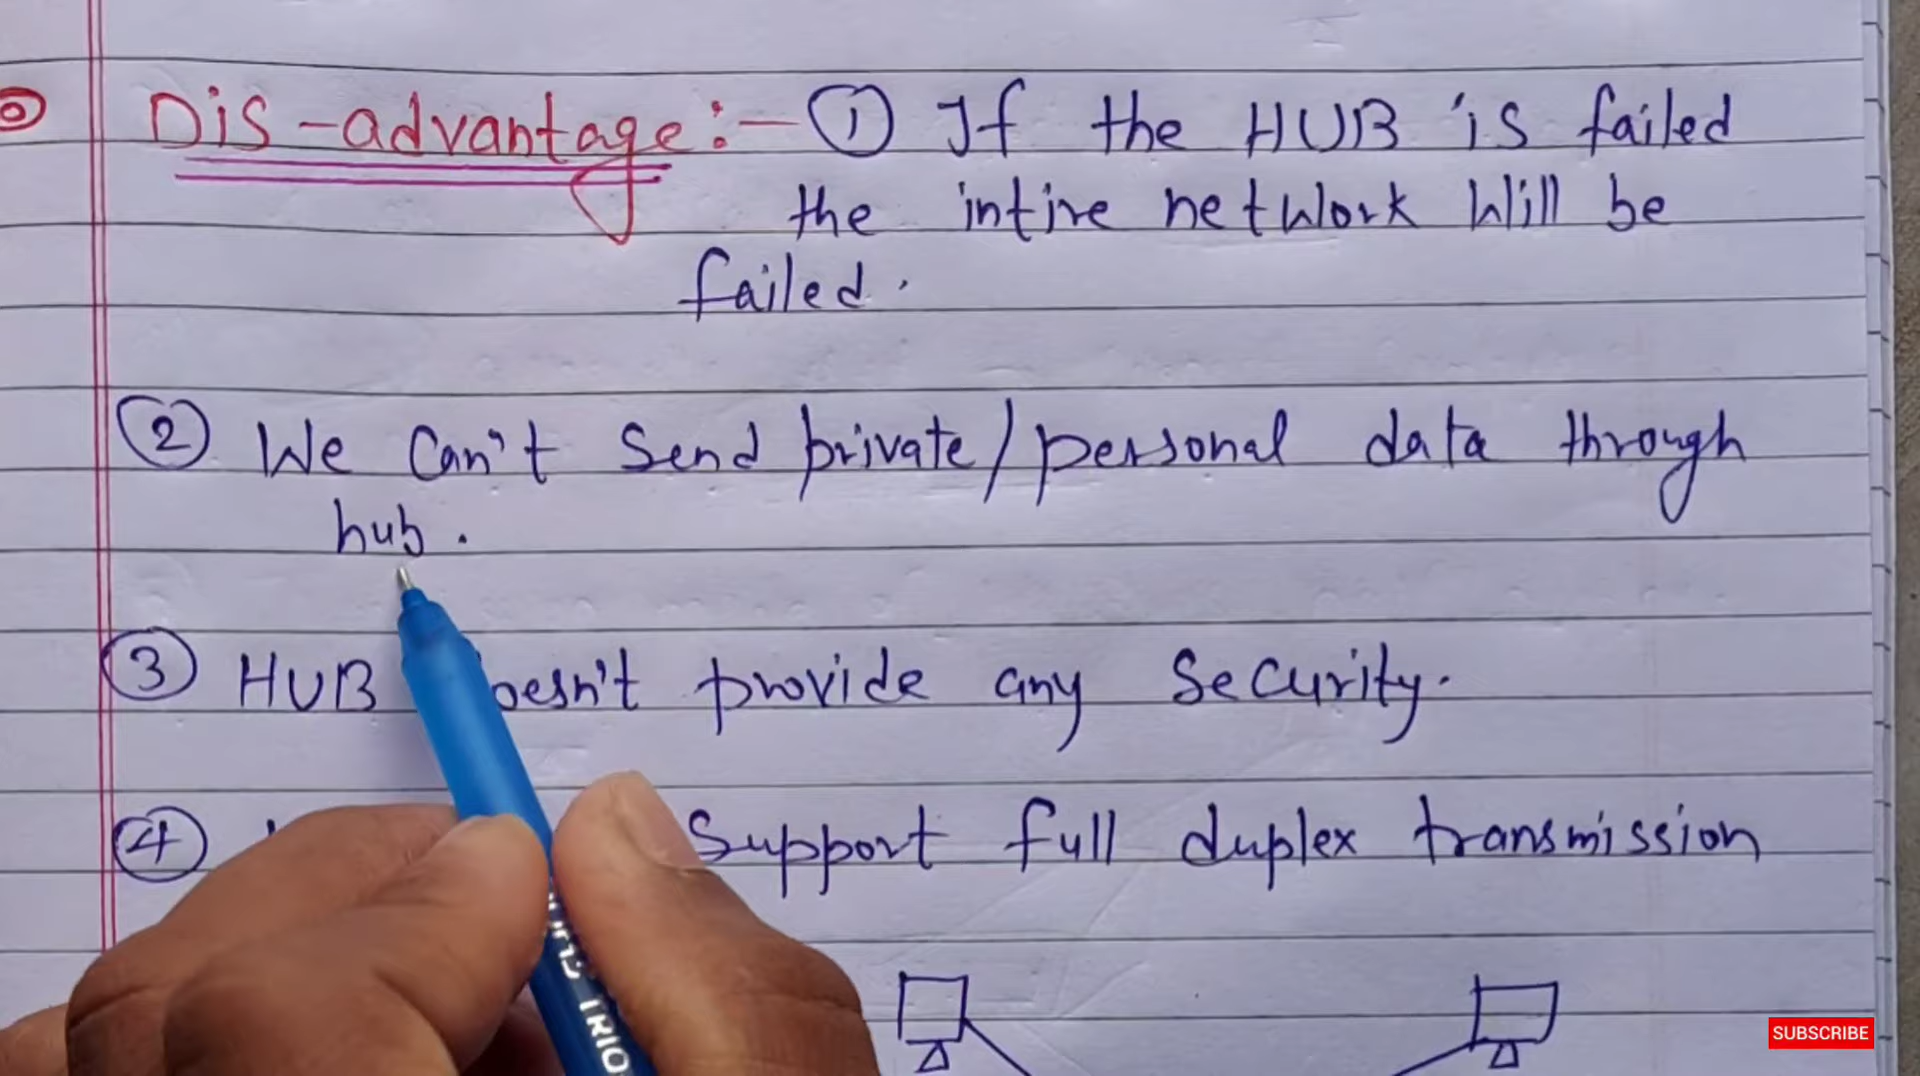 Dis-advantage:- ① If the HUB is failed
the intire network will be
failed.
② We can't send private/personal data through
hub.
③ HUB oesn't provide any security.
④ support full duplex transmission
SUBSCRIBE